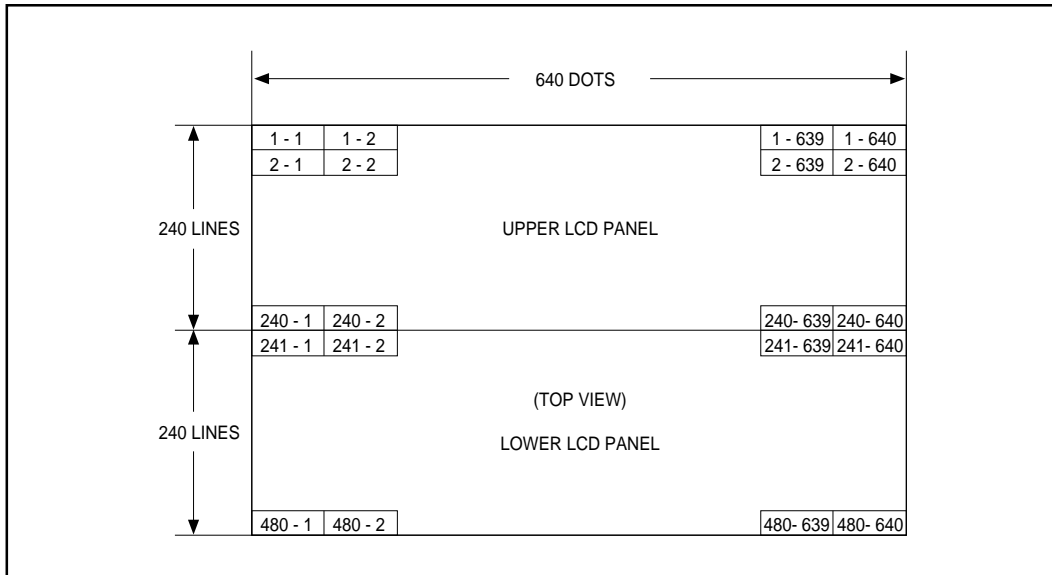 640 DOTS
1 - 1 1 - 2 1 - 639 1 - 640
2 - 1 2 - 2 2 - 639 2 - 640
240 LINES UPPER LCD PANEL
240 - 1 240 - 2 240- 639 240- 640
241 - 1 241 - 2 241- 639 241- 640
(TOP VIEW)
240 LINES LOWER LCD PANEL
480 - 1 480 - 2 480- 639 480- 640